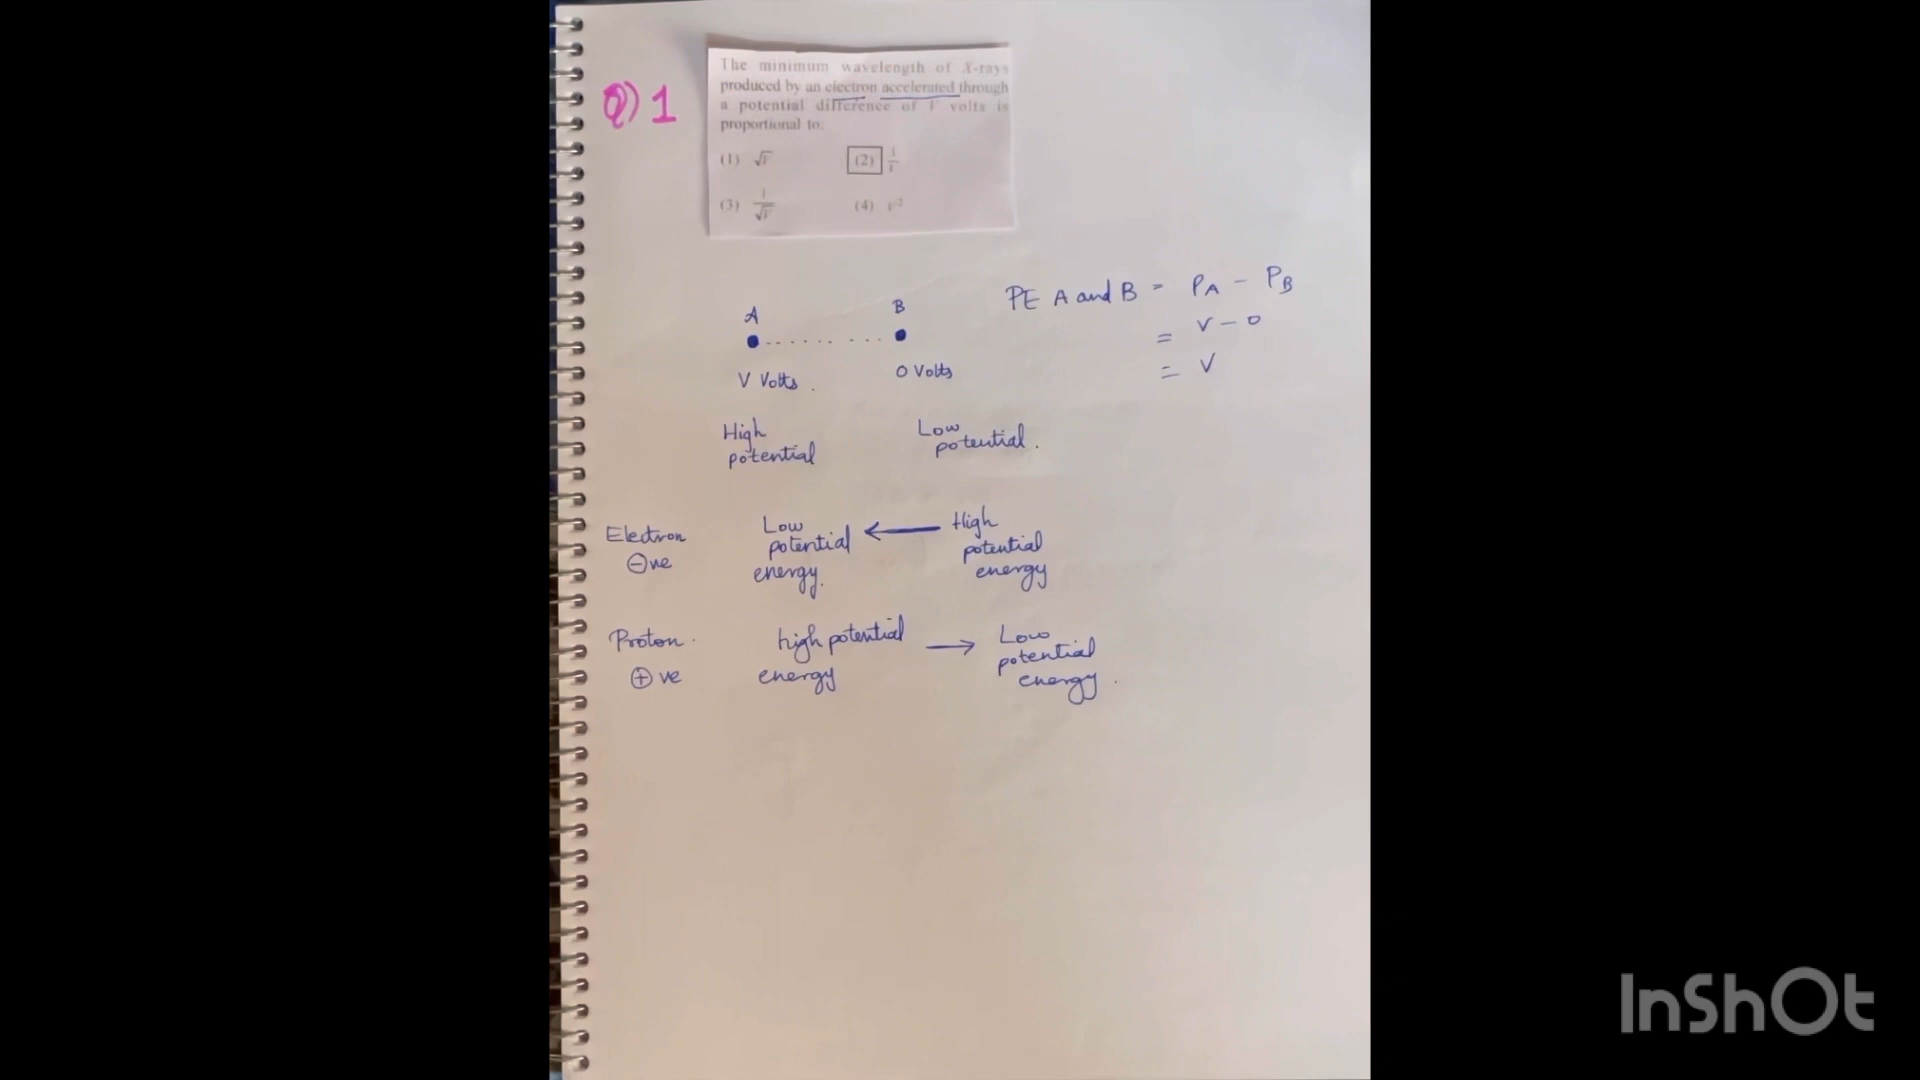 Q) 1
The minimum wavelength of X-rays
produced by an electron accelerated through
a potential difference of V volts is
proportional to:
(1) √V (2) 1/V
(3) 1/√V (4) V²
PE A and B = PA - PB
= V - 0
= V
A B
V Volts. 0 Volts
High potential
Low potential.
Electron
⊖ve
Low potential energy.
←
High potential energy
Proton.
⊕ ve
high potential energy
→
Low potential energy.
InShOt